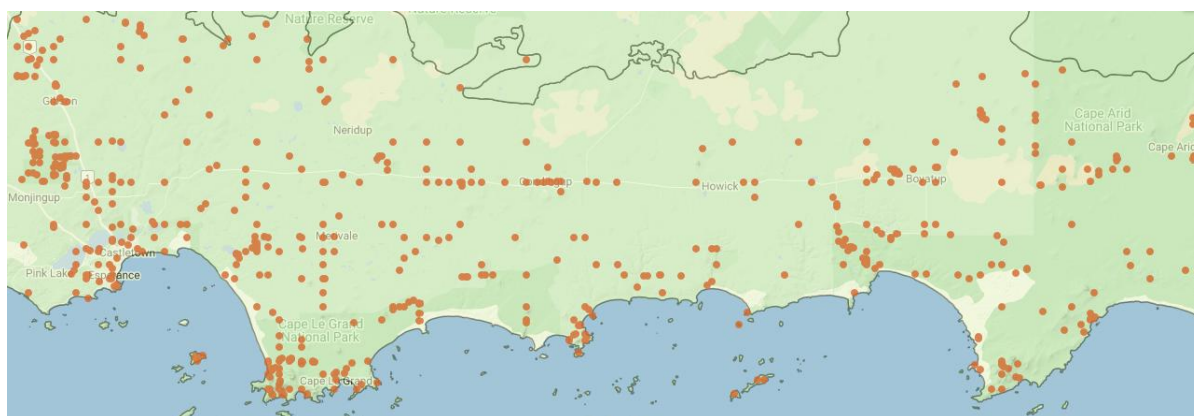 Nature Reserve
Nature Reserve
Gibson
1
Neridup
Cape Arid
National Park
Cape Arid
Condingup
Howick
Boyatup
Monjingup
Merivale
Castletown
Pink Lake
Esperance
Cape Le Grand
National Park
Cape Le Grand